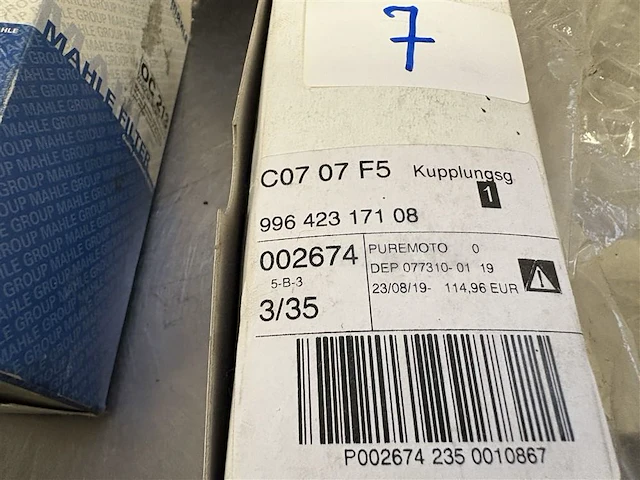 MAHLE
MAHLE FILTER
MAHLE GROUP MAHLE GROUP
7
C07 07 F5 Kupplungsg
1
996 423 171 08
002674
5-B-3
3/35
PUREMOTO 0
DEP 077310-01 19
23/08/19- 114,96 EUR
P002674 235 0010867